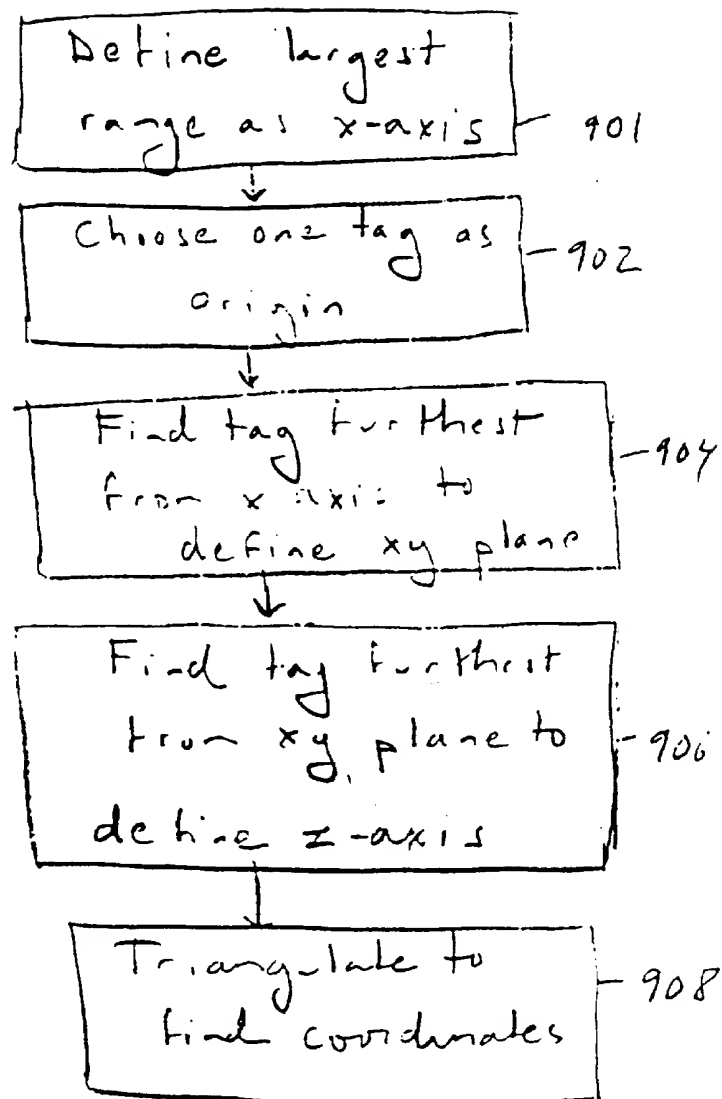 Define largest
range as x-axis
901
Choose one tag as
origin
902
Find tag furthest
from x axis to
define xy plane
904
Find tag furthest
from xy plane to
define z-axis
906
Triangulate to
find coordinates
908